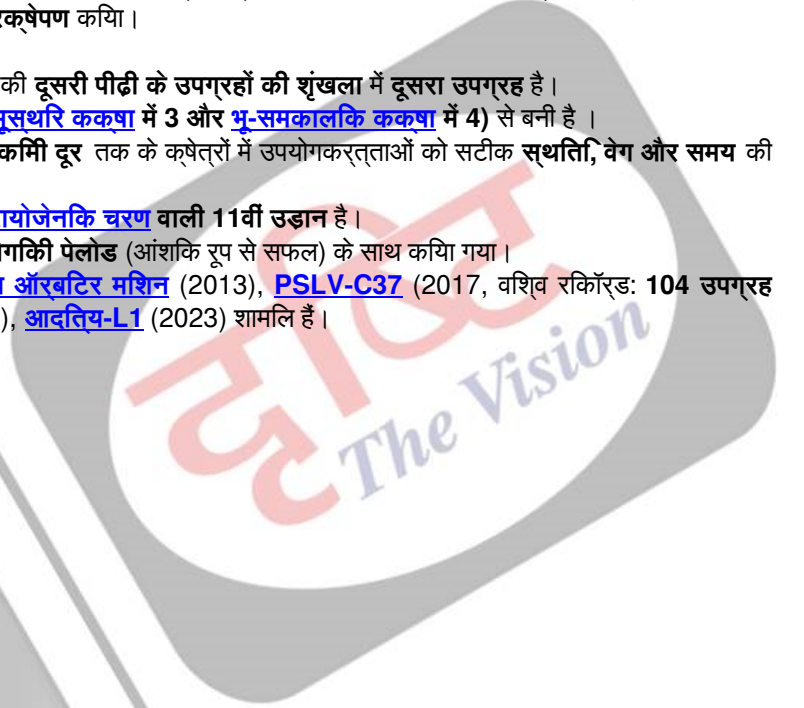 रक्षेपण किया।
की दूसरी पीढ़ी के उपग्रहों की शृंखला में दूसरा उपग्रह है।
भूस्थिर कक्षा में 3 और भू-समकालिक कक्षा में 4) से बनी है ।
किमी दूर तक के क्षेत्रों में उपयोगकर्त्ताओं को सटीक स्थिति, वेग और समय की
ायोजेनिक चरण वाली 11वीं उड़ान है।
गिकी पेलोड (आंशिक रूप से सफल) के साथ किया गया।
ऑर्बिटर मिशन (2013), PSLV-C37 (2017, विश्व रिकॉर्ड: 104 उपग्रह
), आदित्य-L1 (2023) शामिल हैं।
दृष्टि
The Vision